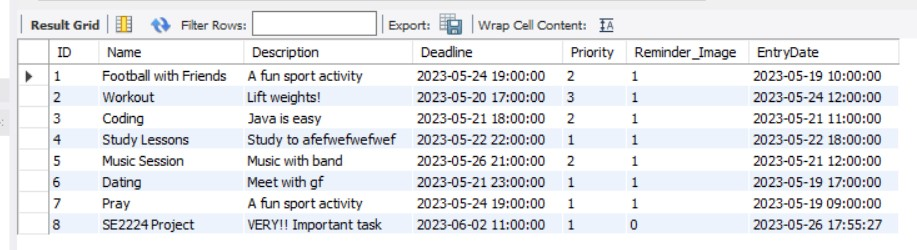 Result Grid Filter Rows: Export: Wrap Cell Content:
ID Name Description Deadline Priority Reminder_Image EntryDate
1 Football with Friends A fun sport activity 2023-05-24 19:00:00 2 1 2023-05-19 10:00:00
2 Workout Lift weights! 2023-05-20 17:00:00 3 1 2023-05-24 12:00:00
3 Coding Java is easy 2023-05-21 18:00:00 2 1 2023-05-21 11:00:00
4 Study Lessons Study to afefwefwefwef 2023-05-22 22:00:00 1 1 2023-05-22 18:00:00
5 Music Session Music with band 2023-05-26 21:00:00 2 1 2023-05-21 12:00:00
6 Dating Meet with gf 2023-05-21 23:00:00 1 1 2023-05-19 17:00:00
7 Pray A fun sport activity 2023-05-24 19:00:00 1 1 2023-05-19 09:00:00
8 SE2224 Project VERY!! Important task 2023-06-02 11:00:00 1 0 2023-05-26 17:55:27